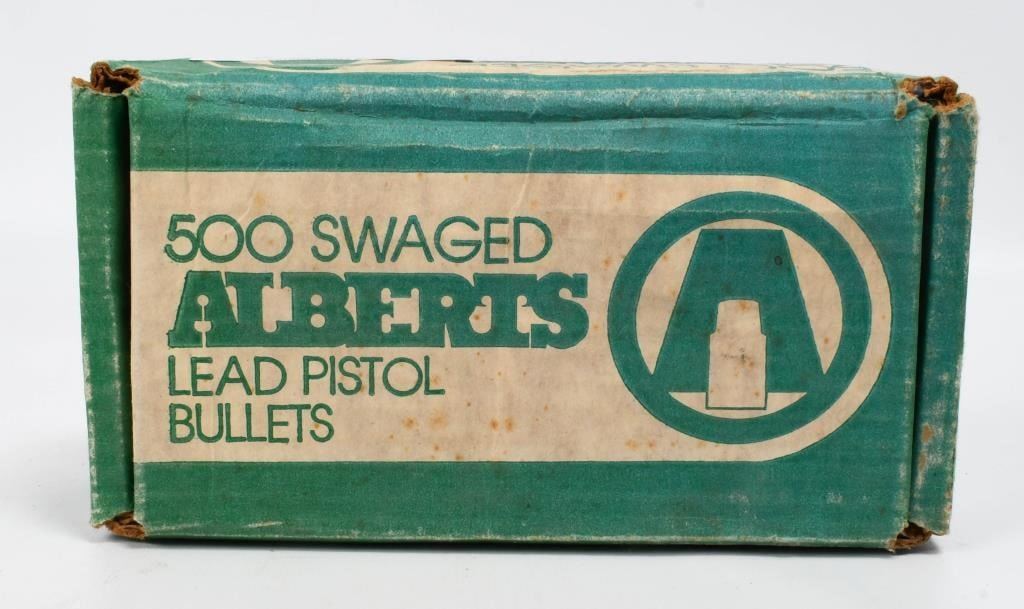 500 SWAGED
ALBERTS
LEAD PISTOL
BULLETS